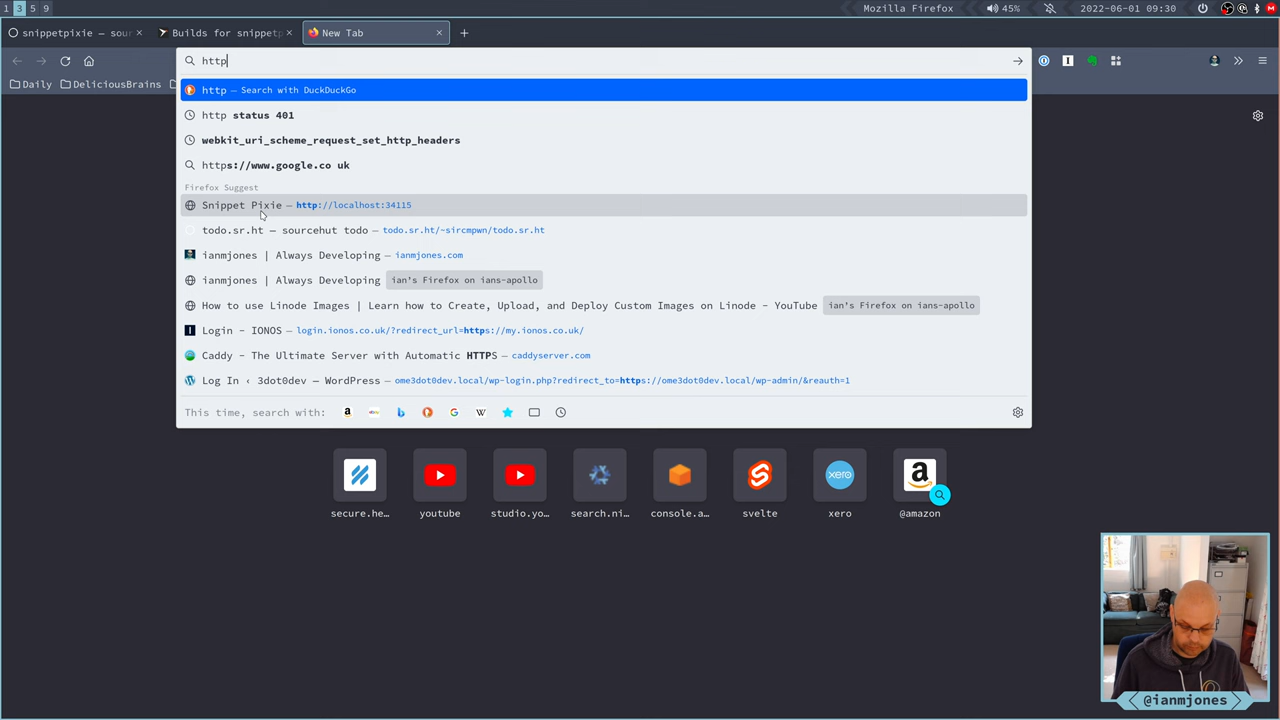 1 3 5 9
Mozilla Firefox
45%
2022-06-01 09:30
snippetpixie — sour
Builds for snippetp
New Tab
http
Daily
DeliciousBrains
http — Search with DuckDuckGo
http status 401
webkit_uri_scheme_request_set_http_headers
https://www.google.co uk
Firefox Suggest
Snippet Pixie — http://localhost:34115
todo.sr.ht — sourcehut todo — todo.sr.ht/~sircmpwn/todo.sr.ht
ianmjones | Always Developing — ianmjones.com
ianmjones | Always Developing ian's Firefox on ians-apollo
How to use Linode Images | Learn how to Create, Upload, and Deploy Custom Images on Linode - YouTube ian's Firefox on ians-apollo
Login - IONOS — login.ionos.co.uk/?redirect_url=https://my.ionos.co.uk/
Caddy - The Ultimate Server with Automatic HTTPS — caddyserver.com
Log In ‹ 3dot0dev — WordPress — ome3dot0dev.local/wp-login.php?redirect_to=https://ome3dot0dev.local/wp-admin/&reauth=1
This time, search with:
secure.he…
youtube
studio.yo…
search.ni…
console.a…
svelte
xero
xero
@amazon
@ianmjones